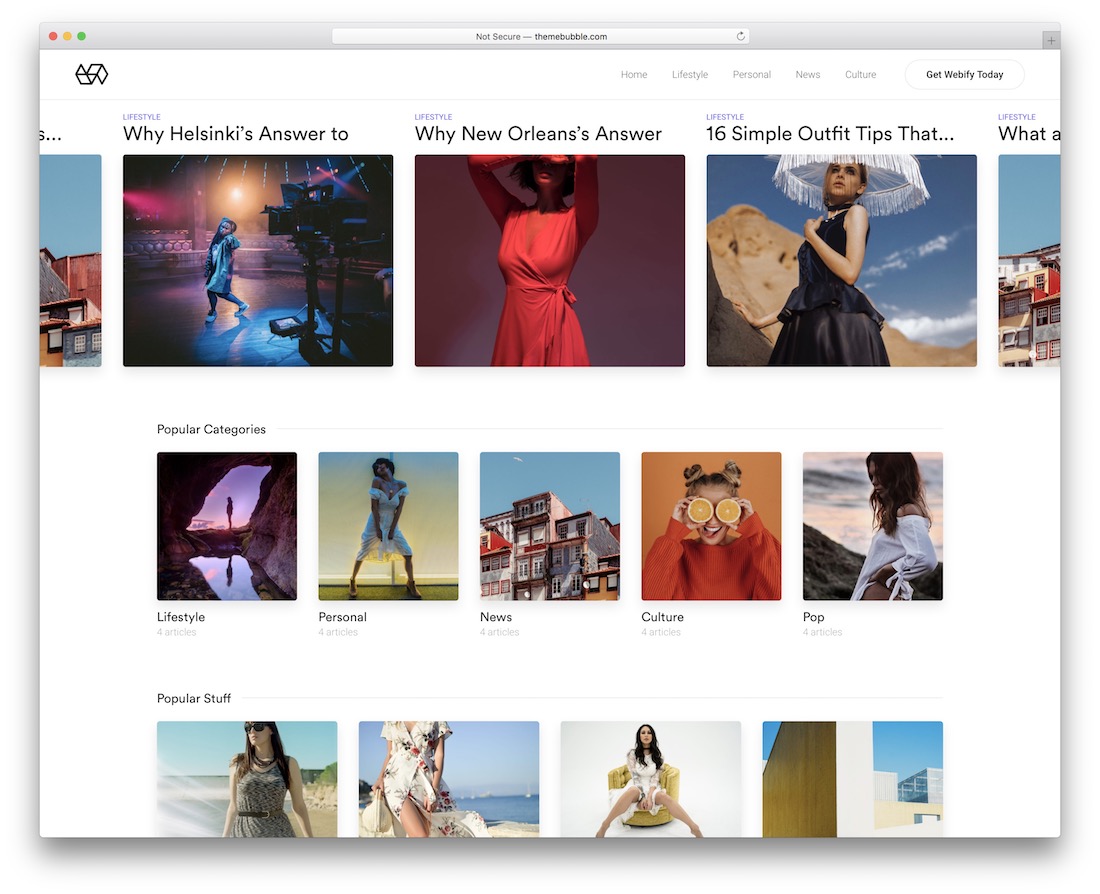 Not Secure — themebubble.com
Home Lifestyle Personal News Culture Get Webify Today
s...
LIFESTYLE
Why Helsinki’s Answer to
LIFESTYLE
Why New Orleans’s Answer
LIFESTYLE
16 Simple Outfit Tips That...
LIFESTYLE
What a
Popular Categories
Lifestyle
4 articles
Personal
4 articles
News
4 articles
Culture
4 articles
Pop
4 articles
Popular Stuff